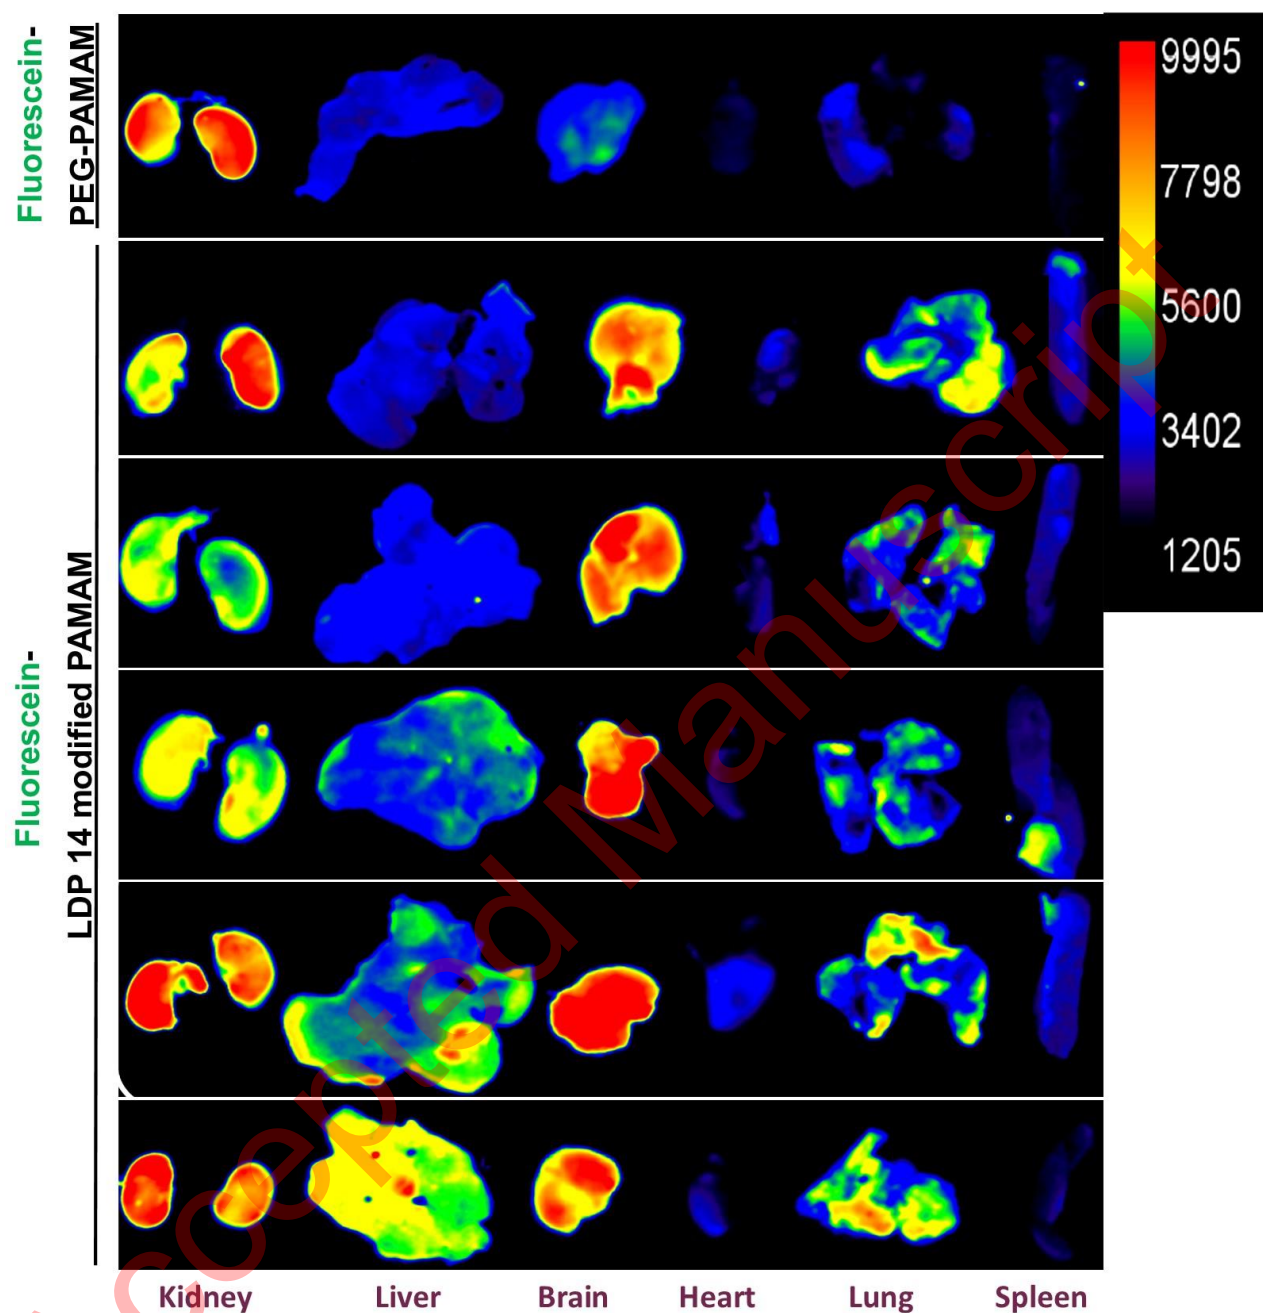 Fluorescein-
PEG-PAMAM
9995
7798
5600
3402
1205
Fluorescein-
LDP 14 modified PAMAM
Kidney Liver Brain Heart Lung Spleen
cepted Manuscript